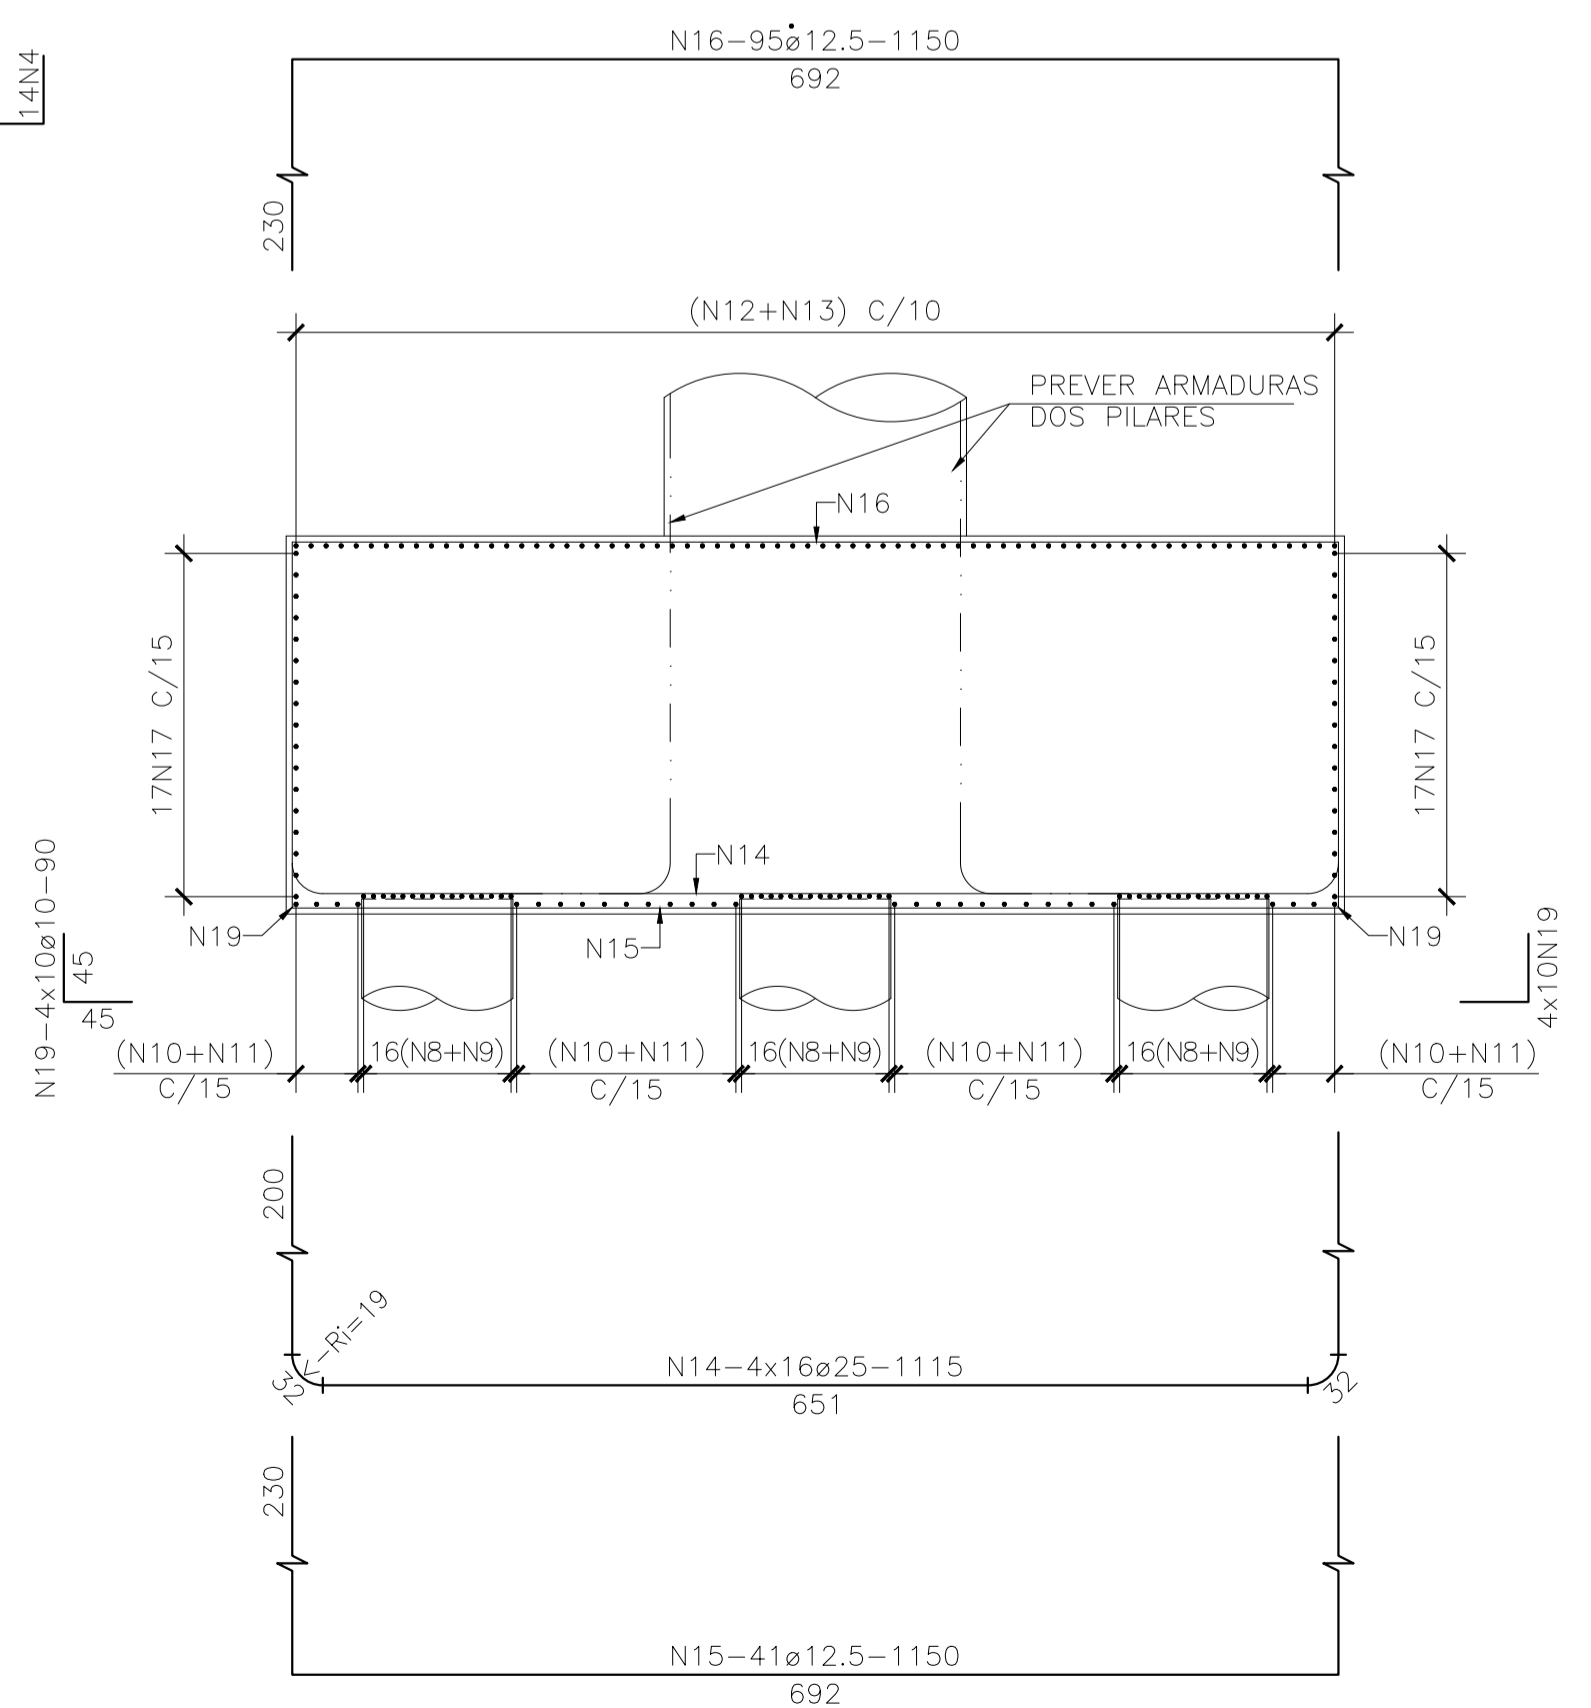 N16-95ø12.5-1150
692
14N4
230
(N12+N13) C/10
PREVER ARMADURAS
DOS PILARES
N16
17N17 C/15
17N17 C/15
N14
N19
N15
N19
N19-4x10ø10-90
45
45
4x10N19
(N10+N11)
C/15
16(N8+N9)
(N10+N11)
C/15
16(N8+N9)
(N10+N11)
C/15
16(N8+N9)
(N10+N11)
C/15
200
Ri=19
32
N14-4x16ø25-1115
651
32
230
N15-41ø12.5-1150
692